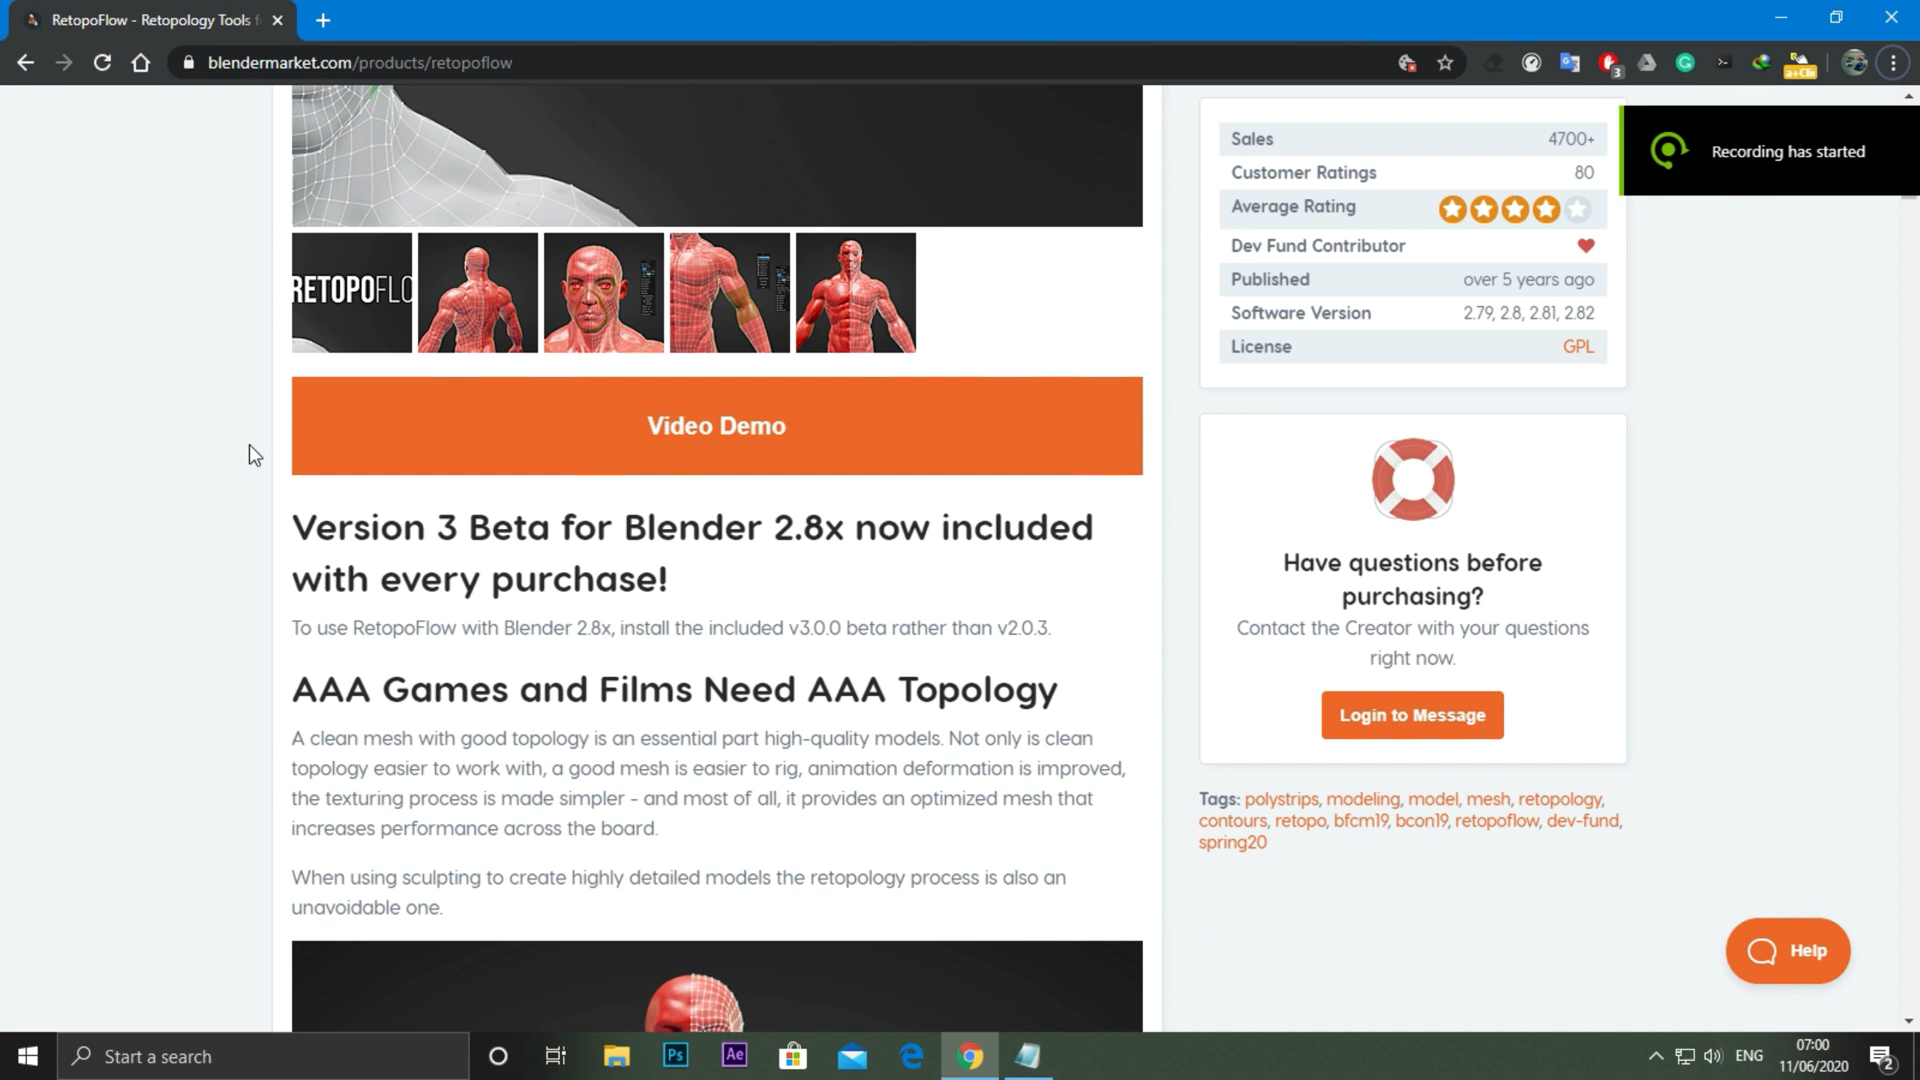 RetopoFlow - Retopology Tools f
blendermarket.com/products/retopoflow
3
a+Cli
Recording has started
RETOPOFLO
Video Demo
Version 3 Beta for Blender 2.8x now included
with every purchase!
To use RetopoFlow with Blender 2.8x, install the included v3.0.0 beta rather than v2.0.3.
AAA Games and Films Need AAA Topology
A clean mesh with good topology is an essential part high-quality models. Not only is clean
topology easier to work with, a good mesh is easier to rig, animation deformation is improved,
the texturing process is made simpler - and most of all, it provides an optimized mesh that
increases performance across the board.
When using sculpting to create highly detailed models the retopology process is also an
unavoidable one.
Sales 4700+
Customer Ratings 80
Average Rating
Dev Fund Contributor
Published over 5 years ago
Software Version 2.79, 2.8, 2.81, 2.82
License GPL
Have questions before
purchasing?
Contact the Creator with your questions
right now.
Login to Message
Tags: polystrips, modeling, model, mesh, retopology,
contours, retopo, bfcm19, bcon19, retopoflow, dev-fund,
spring20
Help
Start a search
Ps
Ae
ENG
07:00
11/06/2020
2